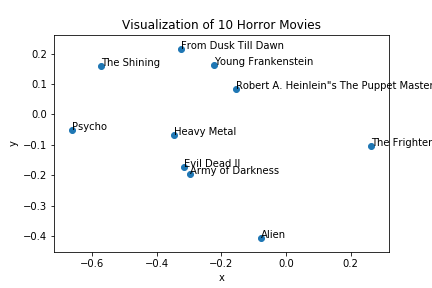 Visualization of 10 Horror Movies
From Dusk Till Dawn
The Shining
Young Frankenstein
Robert A. Heinlein"s The Puppet Master
Psycho
Heavy Metal
The Frighten
Evil Dead II
Army of Darkness
Alien
0.2
0.1
0.0
−0.1
−0.2
−0.3
−0.4
y
−0.6
−0.4
−0.2
0.0
0.2
x